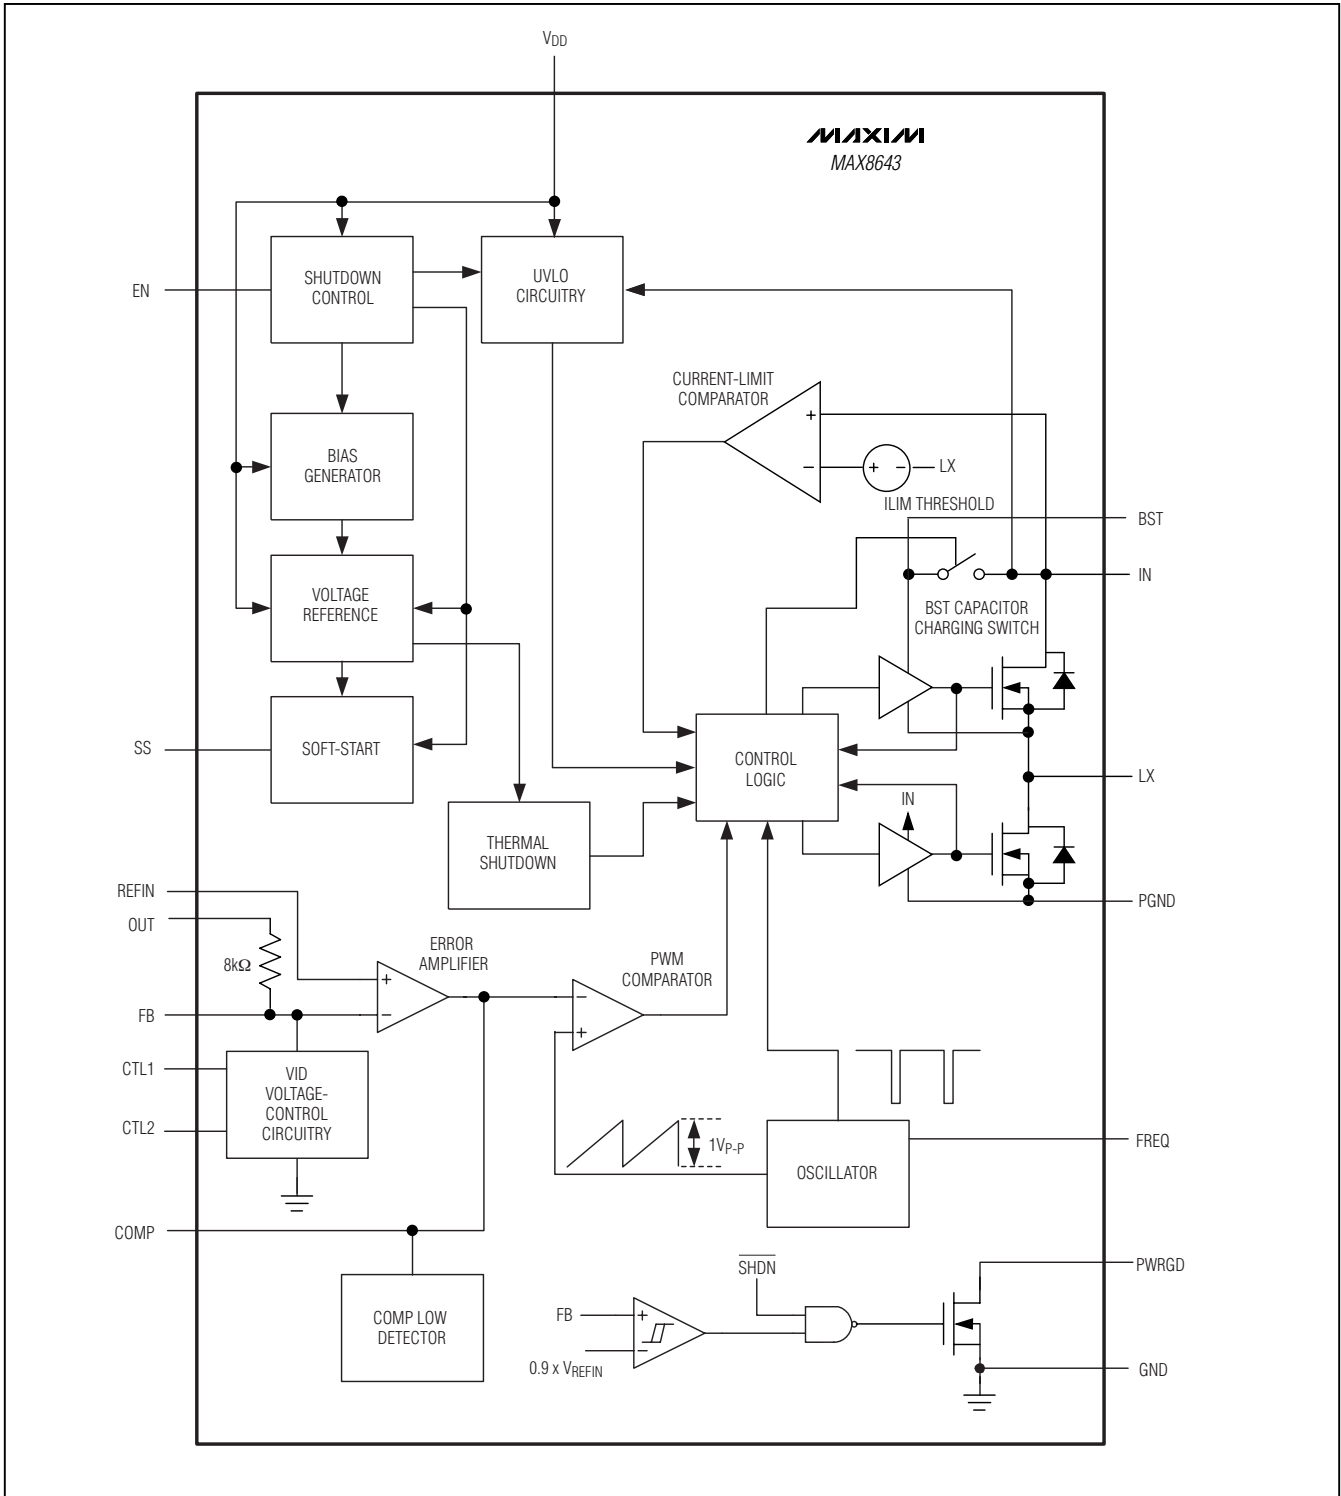 VDD
MAXIM
MAX8643
EN
SHUTDOWN
CONTROL
UVLO
CIRCUITRY
CURRENT-LIMIT
COMPARATOR
+
−
+ −
LX
ILIM THRESHOLD
BIAS
GENERATOR
BST
IN
BST CAPACITOR
CHARGING SWITCH
VOLTAGE
REFERENCE
SS
SOFT-START
CONTROL
LOGIC
LX
IN
THERMAL
SHUTDOWN
REFIN
OUT
PGND
8kΩ
ERROR
AMPLIFIER
+
−
PWM
COMPARATOR
−
+
FB
CTL1
CTL2
VID
VOLTAGE-
CONTROL
CIRCUITRY
1VP-P
OSCILLATOR
FREQ
COMP
COMP LOW
DETECTOR
SHDN
FB
+
−
0.9 x VREFIN
PWRGD
GND